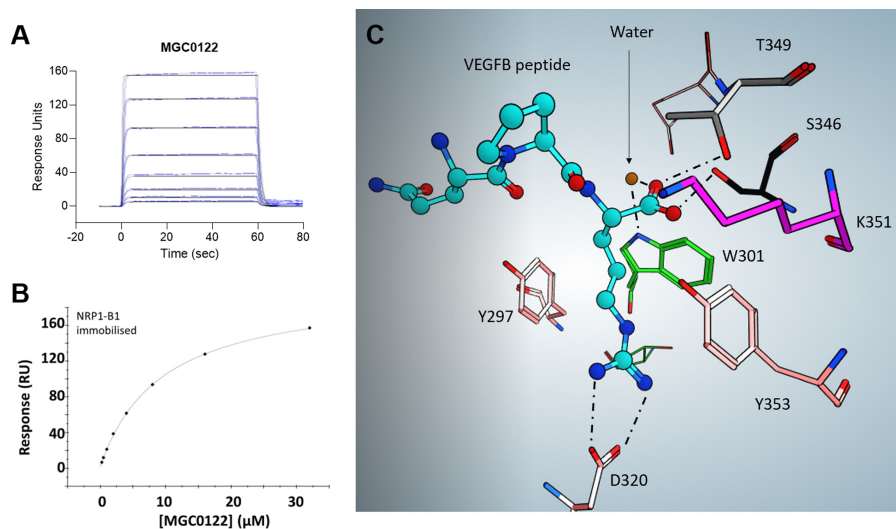 A
MGC0122
160
120
80
40
0
Response Units
-20 0 20 40 60 80
Time (sec)
B
NRP1-B1
immobilised
160
120
80
40
0
Response (RU)
0 10 20 30
[MGC0122] (µM)
C
Water
T349
VEGFB peptide
S346
K351
W301
Y297
Y353
D320